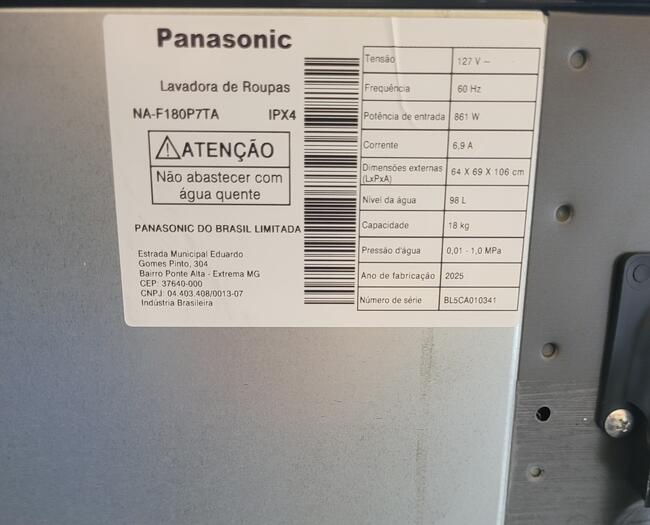 Panasonic
Lavadora de Roupas
NA-F180P7TA IPX4
ATENÇÃO
Não abastecer com
água quente
PANASONIC DO BRASIL LIMITADA
Estrada Municipal Eduardo
Gomes Pinto, 304
Bairro Ponte Alta - Extrema MG
CEP: 37640-000
CNPJ: 04.403.408/0013-07
Indústria Brasileira
Tensão 127 V ~
Frequência 60 Hz
Potência de entrada 861 W
Corrente 6,9 A
Dimensões externas
(LxPxA) 64 X 69 X 106 cm
Nível da água 98 L
Capacidade 18 kg
Pressão d'água 0,01 - 1,0 MPa
Ano de fabricação 2025
Número de série BL5CA010341